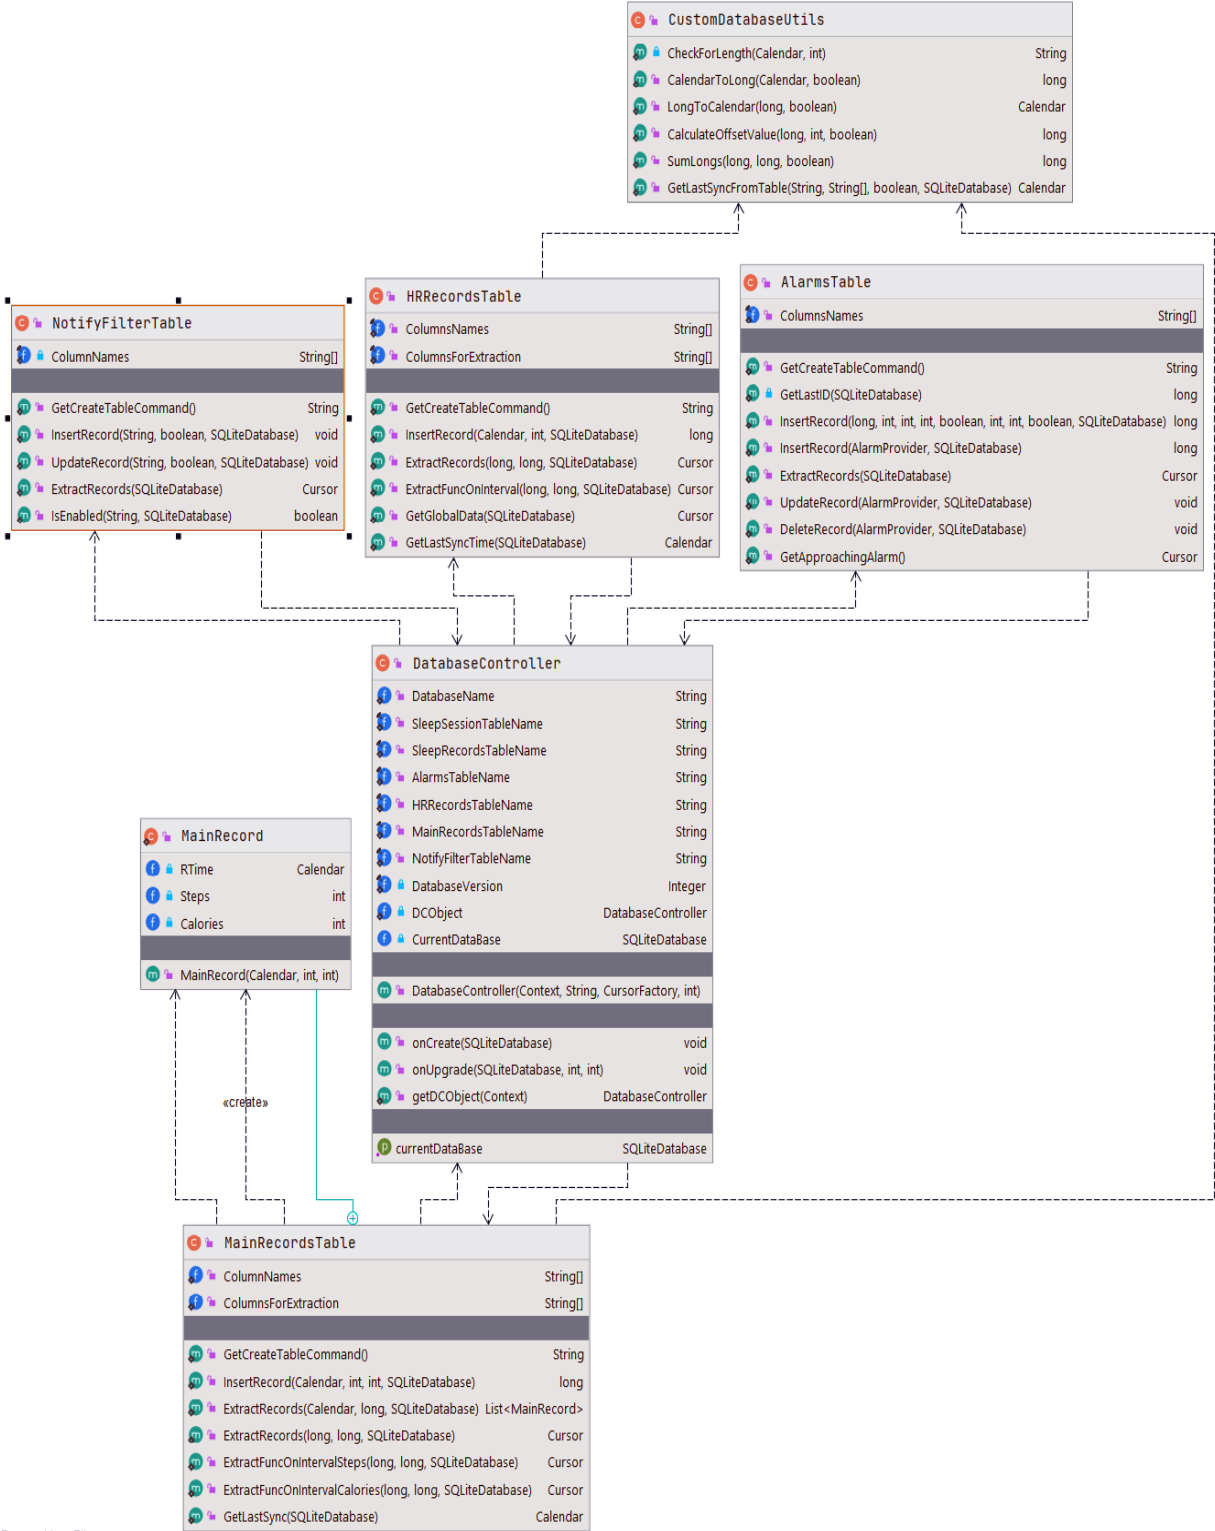 CustomDatabaseUtils
CheckForLength(Calendar, int) String
CalendarToLong(Calendar, boolean) long
LongToCalendar(long, boolean) Calendar
CalculateOffsetValue(long, int, boolean) long
SumLongs(long, long, boolean) long
GetLastSyncFromTable(String, String[], boolean, SQLiteDatabase) Calendar
NotifyFilterTable
ColumnNames String[]
GetCreateTableCommand() String
InsertRecord(String, boolean, SQLiteDatabase) void
UpdateRecord(String, boolean, SQLiteDatabase) void
ExtractRecords(SQLiteDatabase) Cursor
IsEnabled(String, SQLiteDatabase) boolean
HRRecordsTable
ColumnsNames String[]
ColumnsForExtraction String[]
GetCreateTableCommand() String
InsertRecord(Calendar, int, SQLiteDatabase) long
ExtractRecords(long, long, SQLiteDatabase) Cursor
ExtractFuncOnInterval(long, long, SQLiteDatabase) Cursor
GetGlobalData(SQLiteDatabase) Cursor
GetLastSyncTime(SQLiteDatabase) Calendar
AlarmsTable
ColumnsNames String[]
GetCreateTableCommand() String
GetLastID(SQLiteDatabase) long
InsertRecord(long, int, int, int, boolean, int, int, boolean, SQLiteDatabase) long
InsertRecord(AlarmProvider, SQLiteDatabase) long
ExtractRecords(SQLiteDatabase) Cursor
UpdateRecord(AlarmProvider, SQLiteDatabase) void
DeleteRecord(AlarmProvider, SQLiteDatabase) void
GetApproachingAlarm() Cursor
DatabaseController
DatabaseName String
SleepSessionTableName String
SleepRecordsTableName String
AlarmsTableName String
HRRecordsTableName String
MainRecordsTableName String
NotifyFilterTableName String
DatabaseVersion Integer
DCObject DatabaseController
CurrentDataBase SQLiteDatabase
DatabaseController(Context, String, CursorFactory, int)
onCreate(SQLiteDatabase) void
onUpgrade(SQLiteDatabase, int, int) void
getDCObject(Context) DatabaseController
currentDataBase SQLiteDatabase
MainRecord
RTime Calendar
Steps int
Calories int
MainRecord(Calendar, int, int)
«create»
MainRecordsTable
ColumnNames String[]
ColumnsForExtraction String[]
GetCreateTableCommand() String
InsertRecord(Calendar, int, int, SQLiteDatabase) long
ExtractRecords(Calendar, long, SQLiteDatabase) List<MainRecord>
ExtractRecords(long, long, SQLiteDatabase) Cursor
ExtractFuncOnIntervalSteps(long, long, SQLiteDatabase) Cursor
ExtractFuncOnIntervalCalories(long, long, SQLiteDatabase) Cursor
GetLastSync(SQLiteDatabase) Calendar